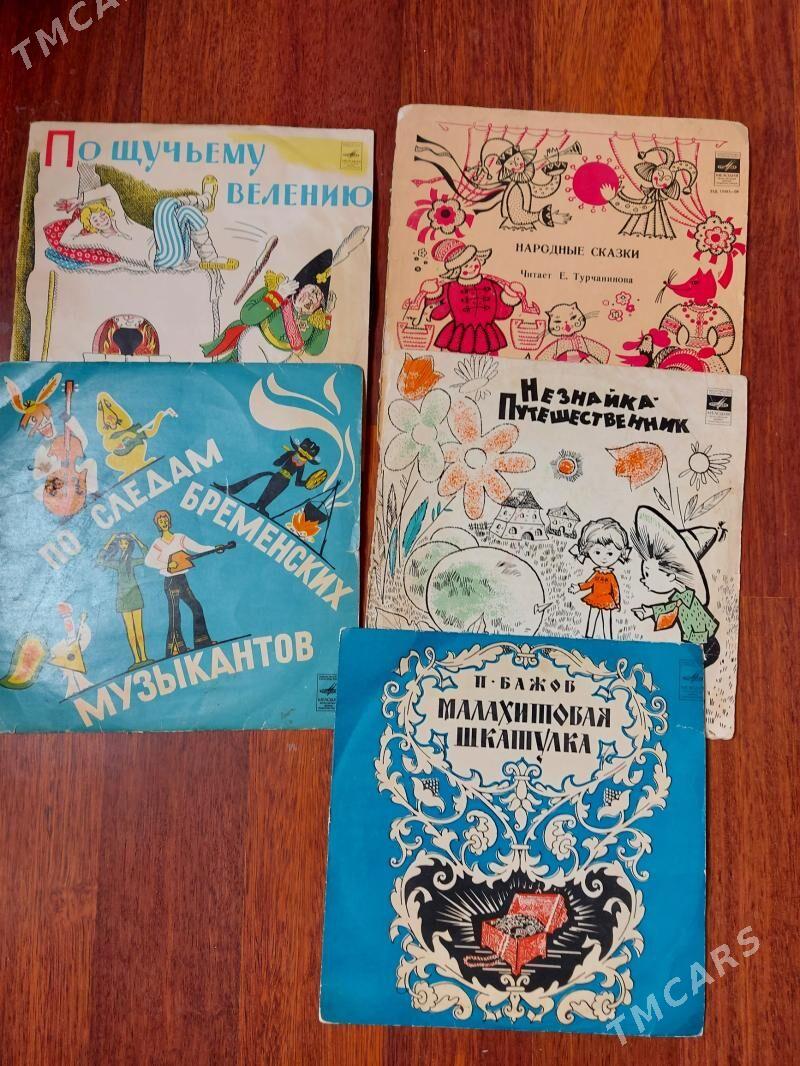 TMCARS
По щучьему
велению
НАРОДНЫЕ СКАЗКИ
Читает Е. Турчанинова
ПО СЛЕДАМ
БРЕМЕНСКИХ
МУЗЫКАНТОВ
НЕЗНАЙКА-
ПУТЕШЕСТВЕННИК
П. БАЖОВ
МАЛАХИТОВАЯ
ШКАТУЛКА
TMCARS